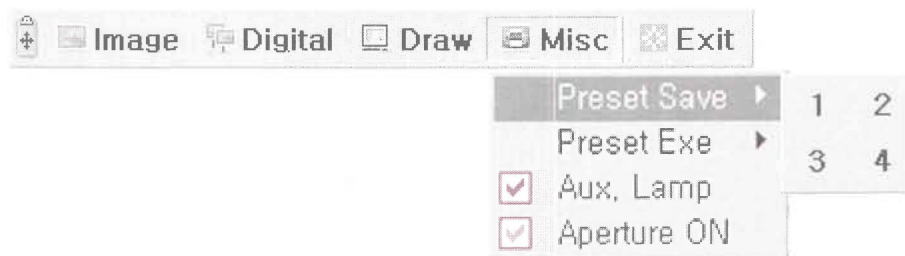 Image Digital Draw Misc Exit
Preset Save 1 2
Preset Exe
3 4
Aux, Lamp
Aperture ON